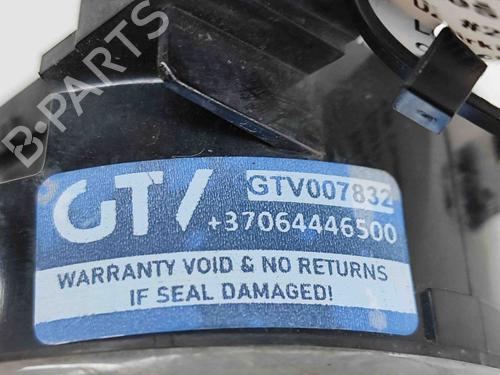 B-PARTS
GTV
GTV007832
+37064446500
WARRANTY VOID & NO RETURNS
IF SEAL DAMAGED!